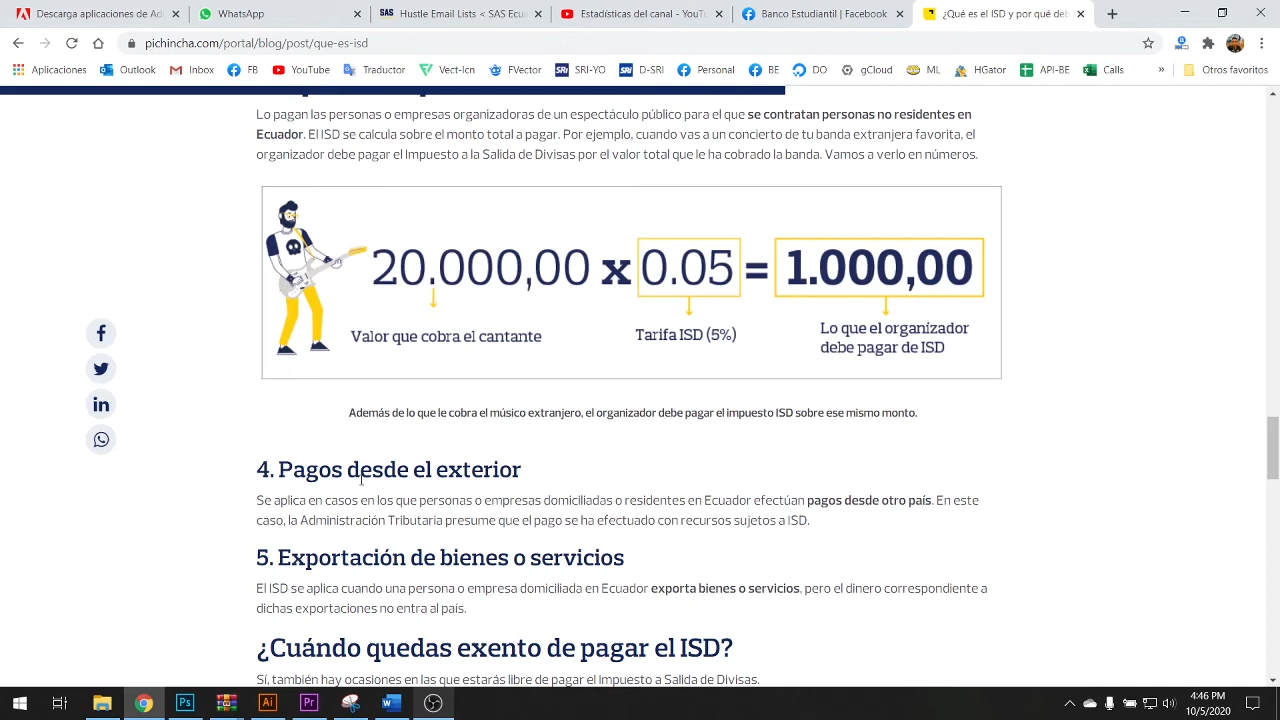 Descarga aplicaciones de Ad
WhatsApp
SAS Hustle Email Lists < SAS Ecuad
Estadísticas del canal - YouTu
Banco Estudiantil | Facebook
¿Qué es el ISD y por qué deb
pichincha.com/portal/blog/post/que-es-isd
Aplicaciones Outlook Inbox FB YouTube Traductor Vect-Icn FVector SRI-YO D-SRI Personal BE DO gCloud ML HGator API-BE Calls » Otros favoritos
Lo pagan las personas o empresas organizadoras de un espectáculo público para el que se contratan personas no residentes en
Ecuador. El ISD se calcula sobre el monto total a pagar. Por ejemplo, cuando vas a un concierto de tu banda extranjera favorita, el
organizador debe pagar el Impuesto a la Salida de Divisas por el valor total que le ha cobrado la banda. Vamos a verlo en números.
20.000,00 x 0.05 = 1.000,00
Valor que cobra el cantante
Tarifa ISD (5%)
Lo que el organizador
debe pagar de ISD
Además de lo que le cobra el músico extranjero, el organizador debe pagar el impuesto ISD sobre ese mismo monto.
4. Pagos desde el exterior
Se aplica en casos en los que personas o empresas domiciliadas o residentes en Ecuador efectúan pagos desde otro país. En este
caso, la Administración Tributaria presume que el pago se ha efectuado con recursos sujetos a ISD.
5. Exportación de bienes o servicios
El ISD se aplica cuando una persona o empresa domiciliada en Ecuador exporta bienes o servicios, pero el dinero correspondiente a
dichas exportaciones no entra al país.
¿Cuándo quedas exento de pagar el ISD?
Sí, también hay ocasiones en las que estarás libre de pagar el Impuesto a Salida de Divisas.
4:46 PM
10/5/2020